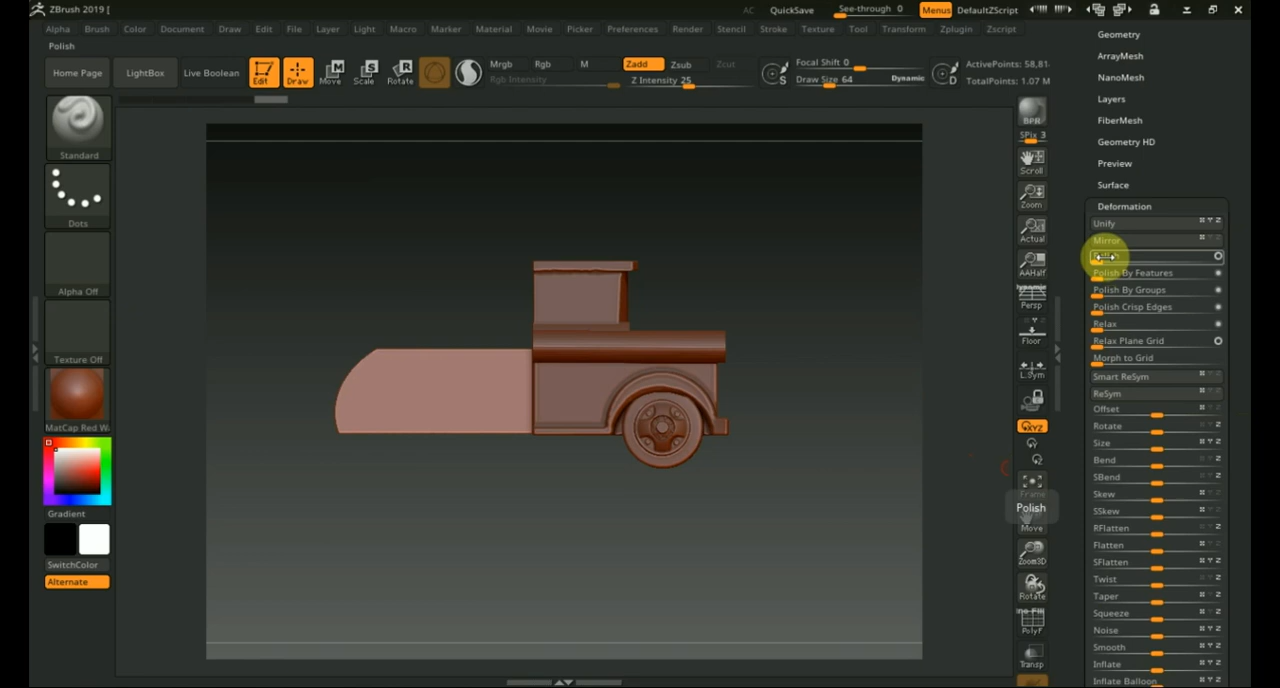 ZBrush 2019 [
AC QuickSave See-through 0 Menus DefaultZScript
Alpha Brush Color Document Draw Edit File Layer Light Macro Marker Material Movie Picker Preferences Render Stencil Stroke Texture Tool Transform Zplugin Zscript
Polish
Home Page LightBox Live Boolean Edit Draw Move Scale Rotate
Mrgb Rgb M Zadd Zsub Zcut
Rgb Intensity Z Intensity 25
Focal Shift 0
Draw Size 64 Dynamic
ActivePoints: 58,81
TotalPoints: 1.07 M
Standard
Dots
Alpha Off
Texture Off
MatCap Red Wa
Gradient
SwitchColor
Alternate
BPR
SPix 3
Scroll
Zoom
Actual
AAHalf
Dynamic
Persp
Floor
L.Sym
XYZ
Y
Z
Frame
Polish
Move
Zoom3D
Rotate
Line Fill
PolyF
Transp
Geometry
ArrayMesh
NanoMesh
Layers
FiberMesh
Geometry HD
Preview
Surface
Deformation
Unify
Mirror
Polish By Features
Polish By Groups
Polish Crisp Edges
Relax
Relax Plane Grid
Morph to Grid
Smart ReSym
ReSym
Offset
Rotate
Size
Bend
SBend
Skew
SSkew
RFlatten
Flatten
SFlatten
Twist
Taper
Squeeze
Noise
Smooth
Inflate
Inflate Balloon